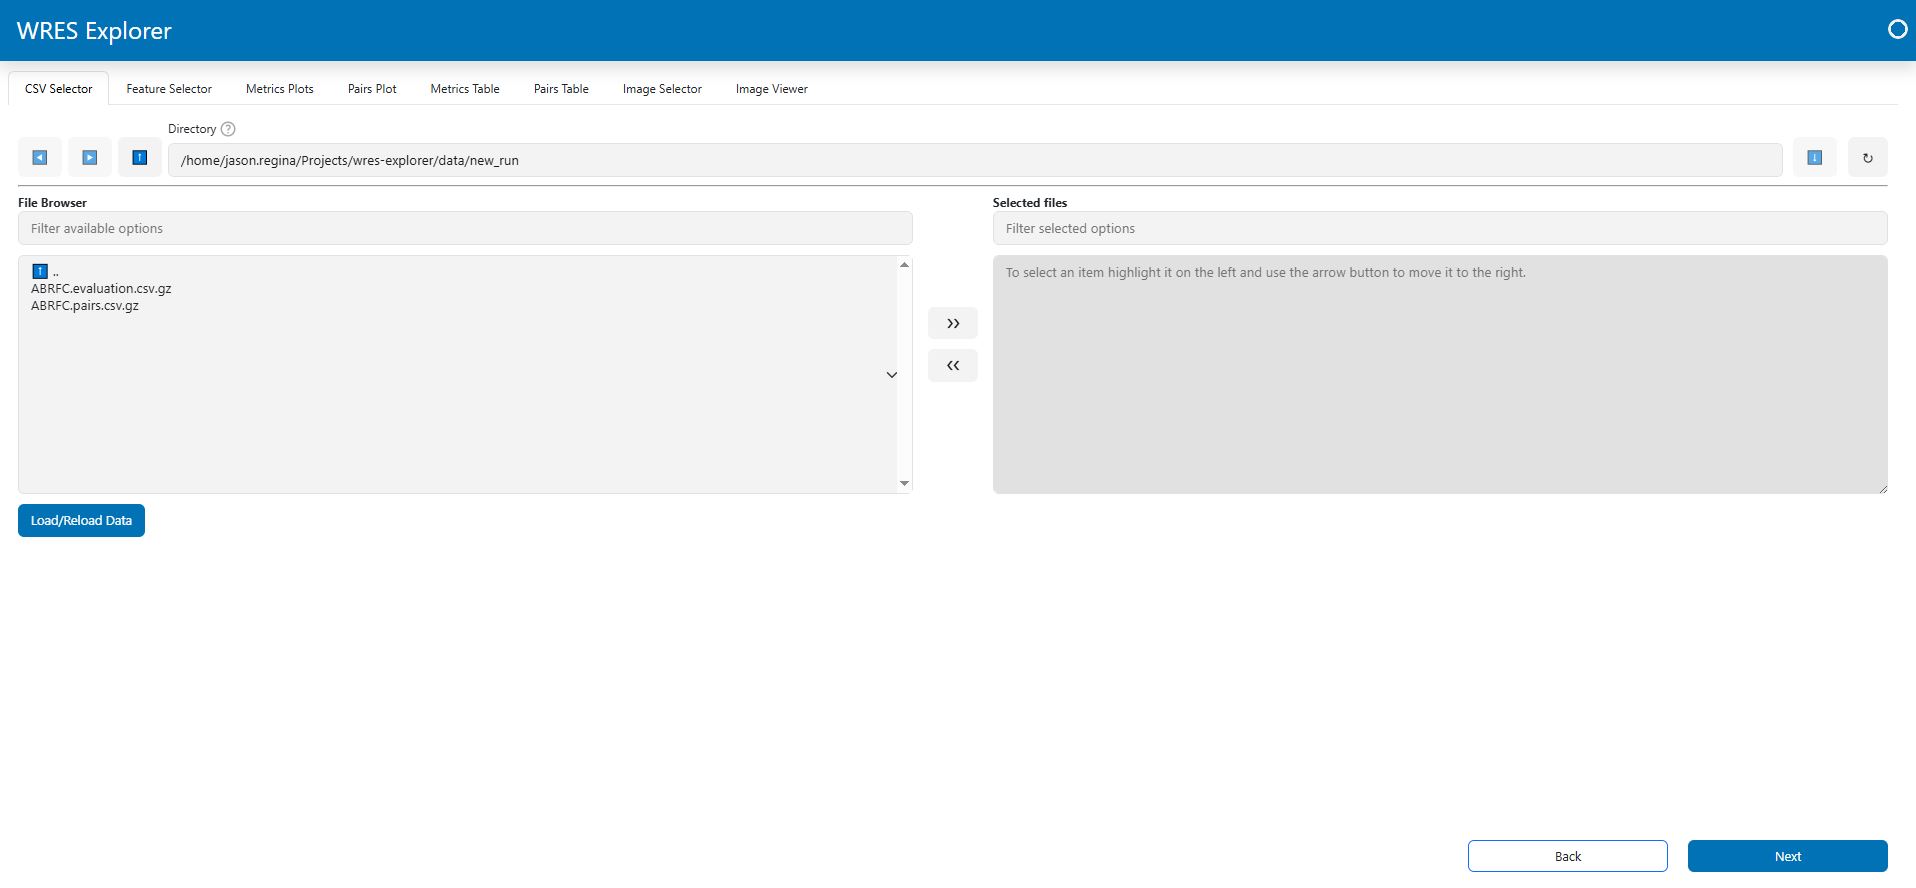 WRES Explorer
CSV Selector
Feature Selector
Metrics Plots
Pairs Plot
Metrics Table
Pairs Table
Image Selector
Image Viewer
Directory ?
/home/jason.regina/Projects/wres-explorer/data/new_run
File Browser
Filter available options
⬆ ..
ABRFC.evaluation.csv.gz
ABRFC.pairs.csv.gz
>>
<<
Selected files
Filter selected options
To select an item highlight it on the left and use the arrow button to move it to the right.
Load/Reload Data
Back
Next